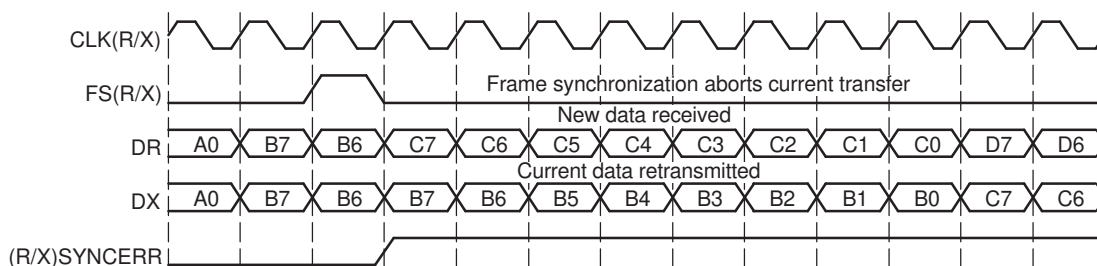 CLK(R/X)
FS(R/X)
Frame synchronization aborts current transfer
New data received
DR A0 B7 B6 C7 C6 C5 C4 C3 C2 C1 C0 D7 D6
Current data retransmitted
DX A0 B7 B6 B7 B6 B5 B4 B3 B2 B1 B0 C7 C6
(R/X)SYNCERR